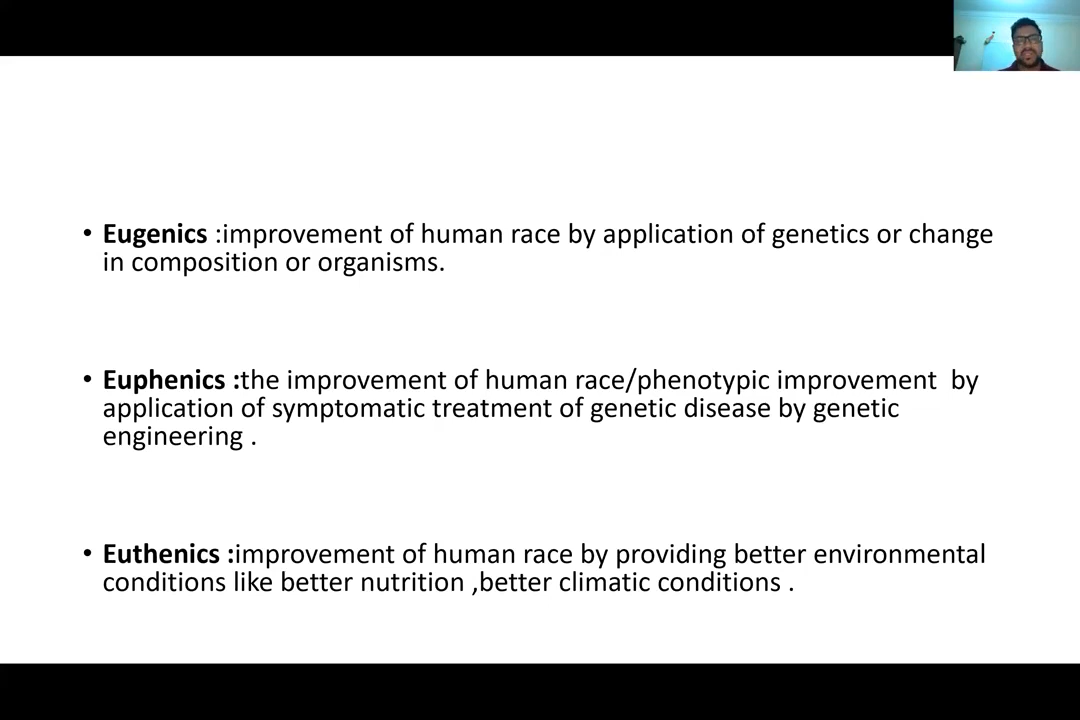 • Eugenics :improvement of human race by application of genetics or change
in composition or organisms.
• Euphenics :the improvement of human race/phenotypic improvement  by
application of symptomatic treatment of genetic disease by genetic
engineering .
• Euthenics :improvement of human race by providing better environmental
conditions like better nutrition ,better climatic conditions .